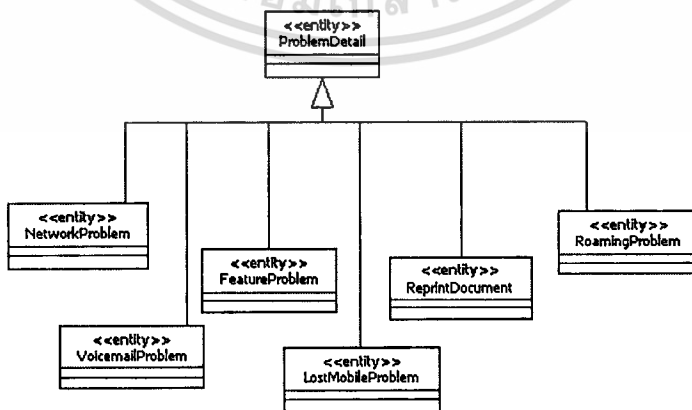 <<entity>>
ProblemDetail
<<entity>>
NetworkProblem
<<entity>>
VoicemailProblem
<<entity>>
FeatureProblem
<<entity>>
LostMobileProblem
<<entity>>
ReprintDocument
<<entity>>
RoamingProblem